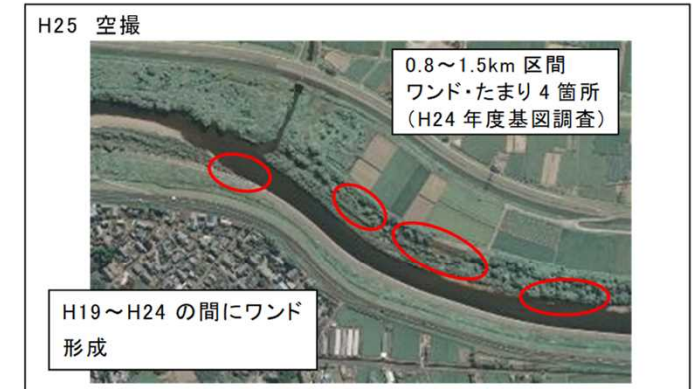 H25 空撮
0.8～1.5km 区間
ワンド・たまり 4 箇所
（H24 年度基図調査）
H19～H24 の間にワンド
形成